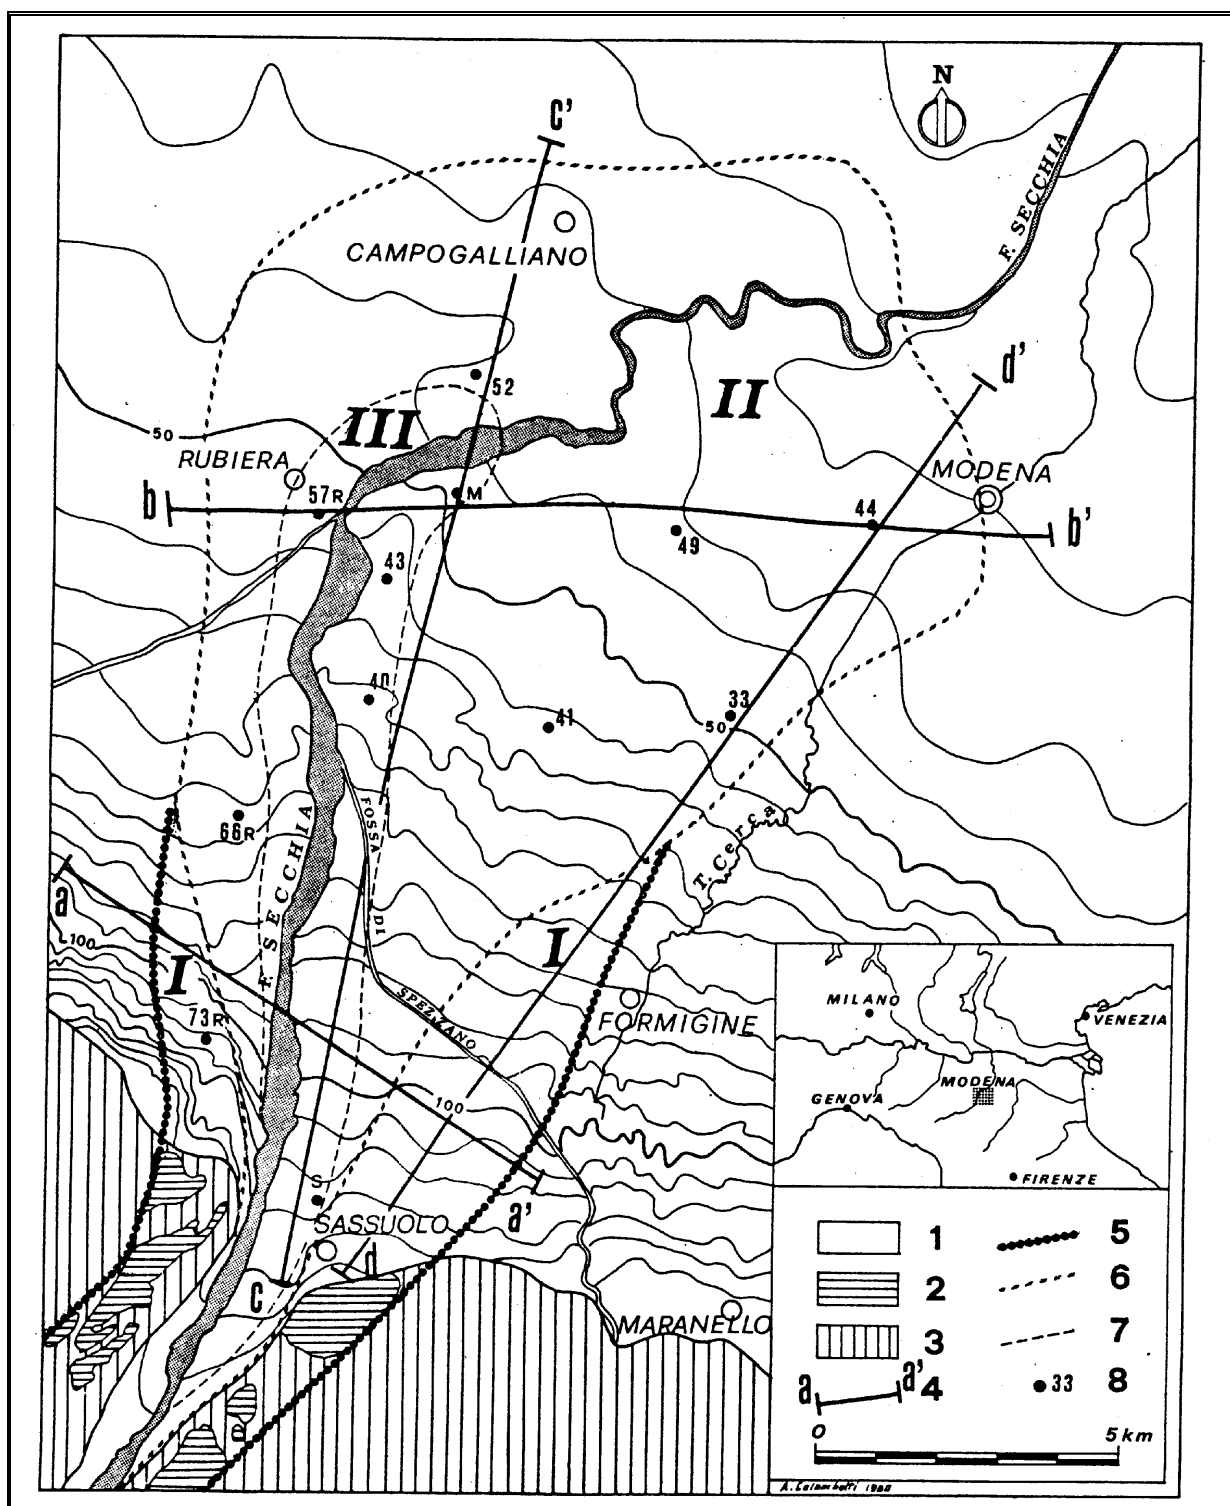 N
c'
F. SECCHIA
CAMPOGALLIANO
d'
52
II
III
50
RUBIERA
MODENA
57R
M
b
44
b'
49
43
40
33
41
50
FOSSA
66R
T. Cerca
SECCHIA
a
DI
100
I
I
F.
SPEZZANO
73R
FORMIGINE
MILANO
VENEZIA
MODENA
GENOVA
100
FIRENZE
S
a'
SASSUOLO
d
c
MARANELLO
1
5
2
6
3
7
a a' 4
33 8
0 5 km